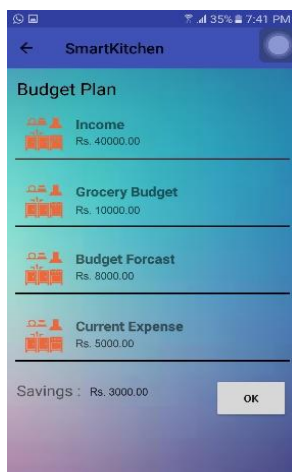 35% 7:41 PM
SmartKitchen
Budget Plan
Income
Rs. 40000.00
Grocery Budget
Rs. 10000.00
Budget Forcast
Rs. 8000.00
Current Expense
Rs. 5000.00
Savings : Rs. 3000.00
OK